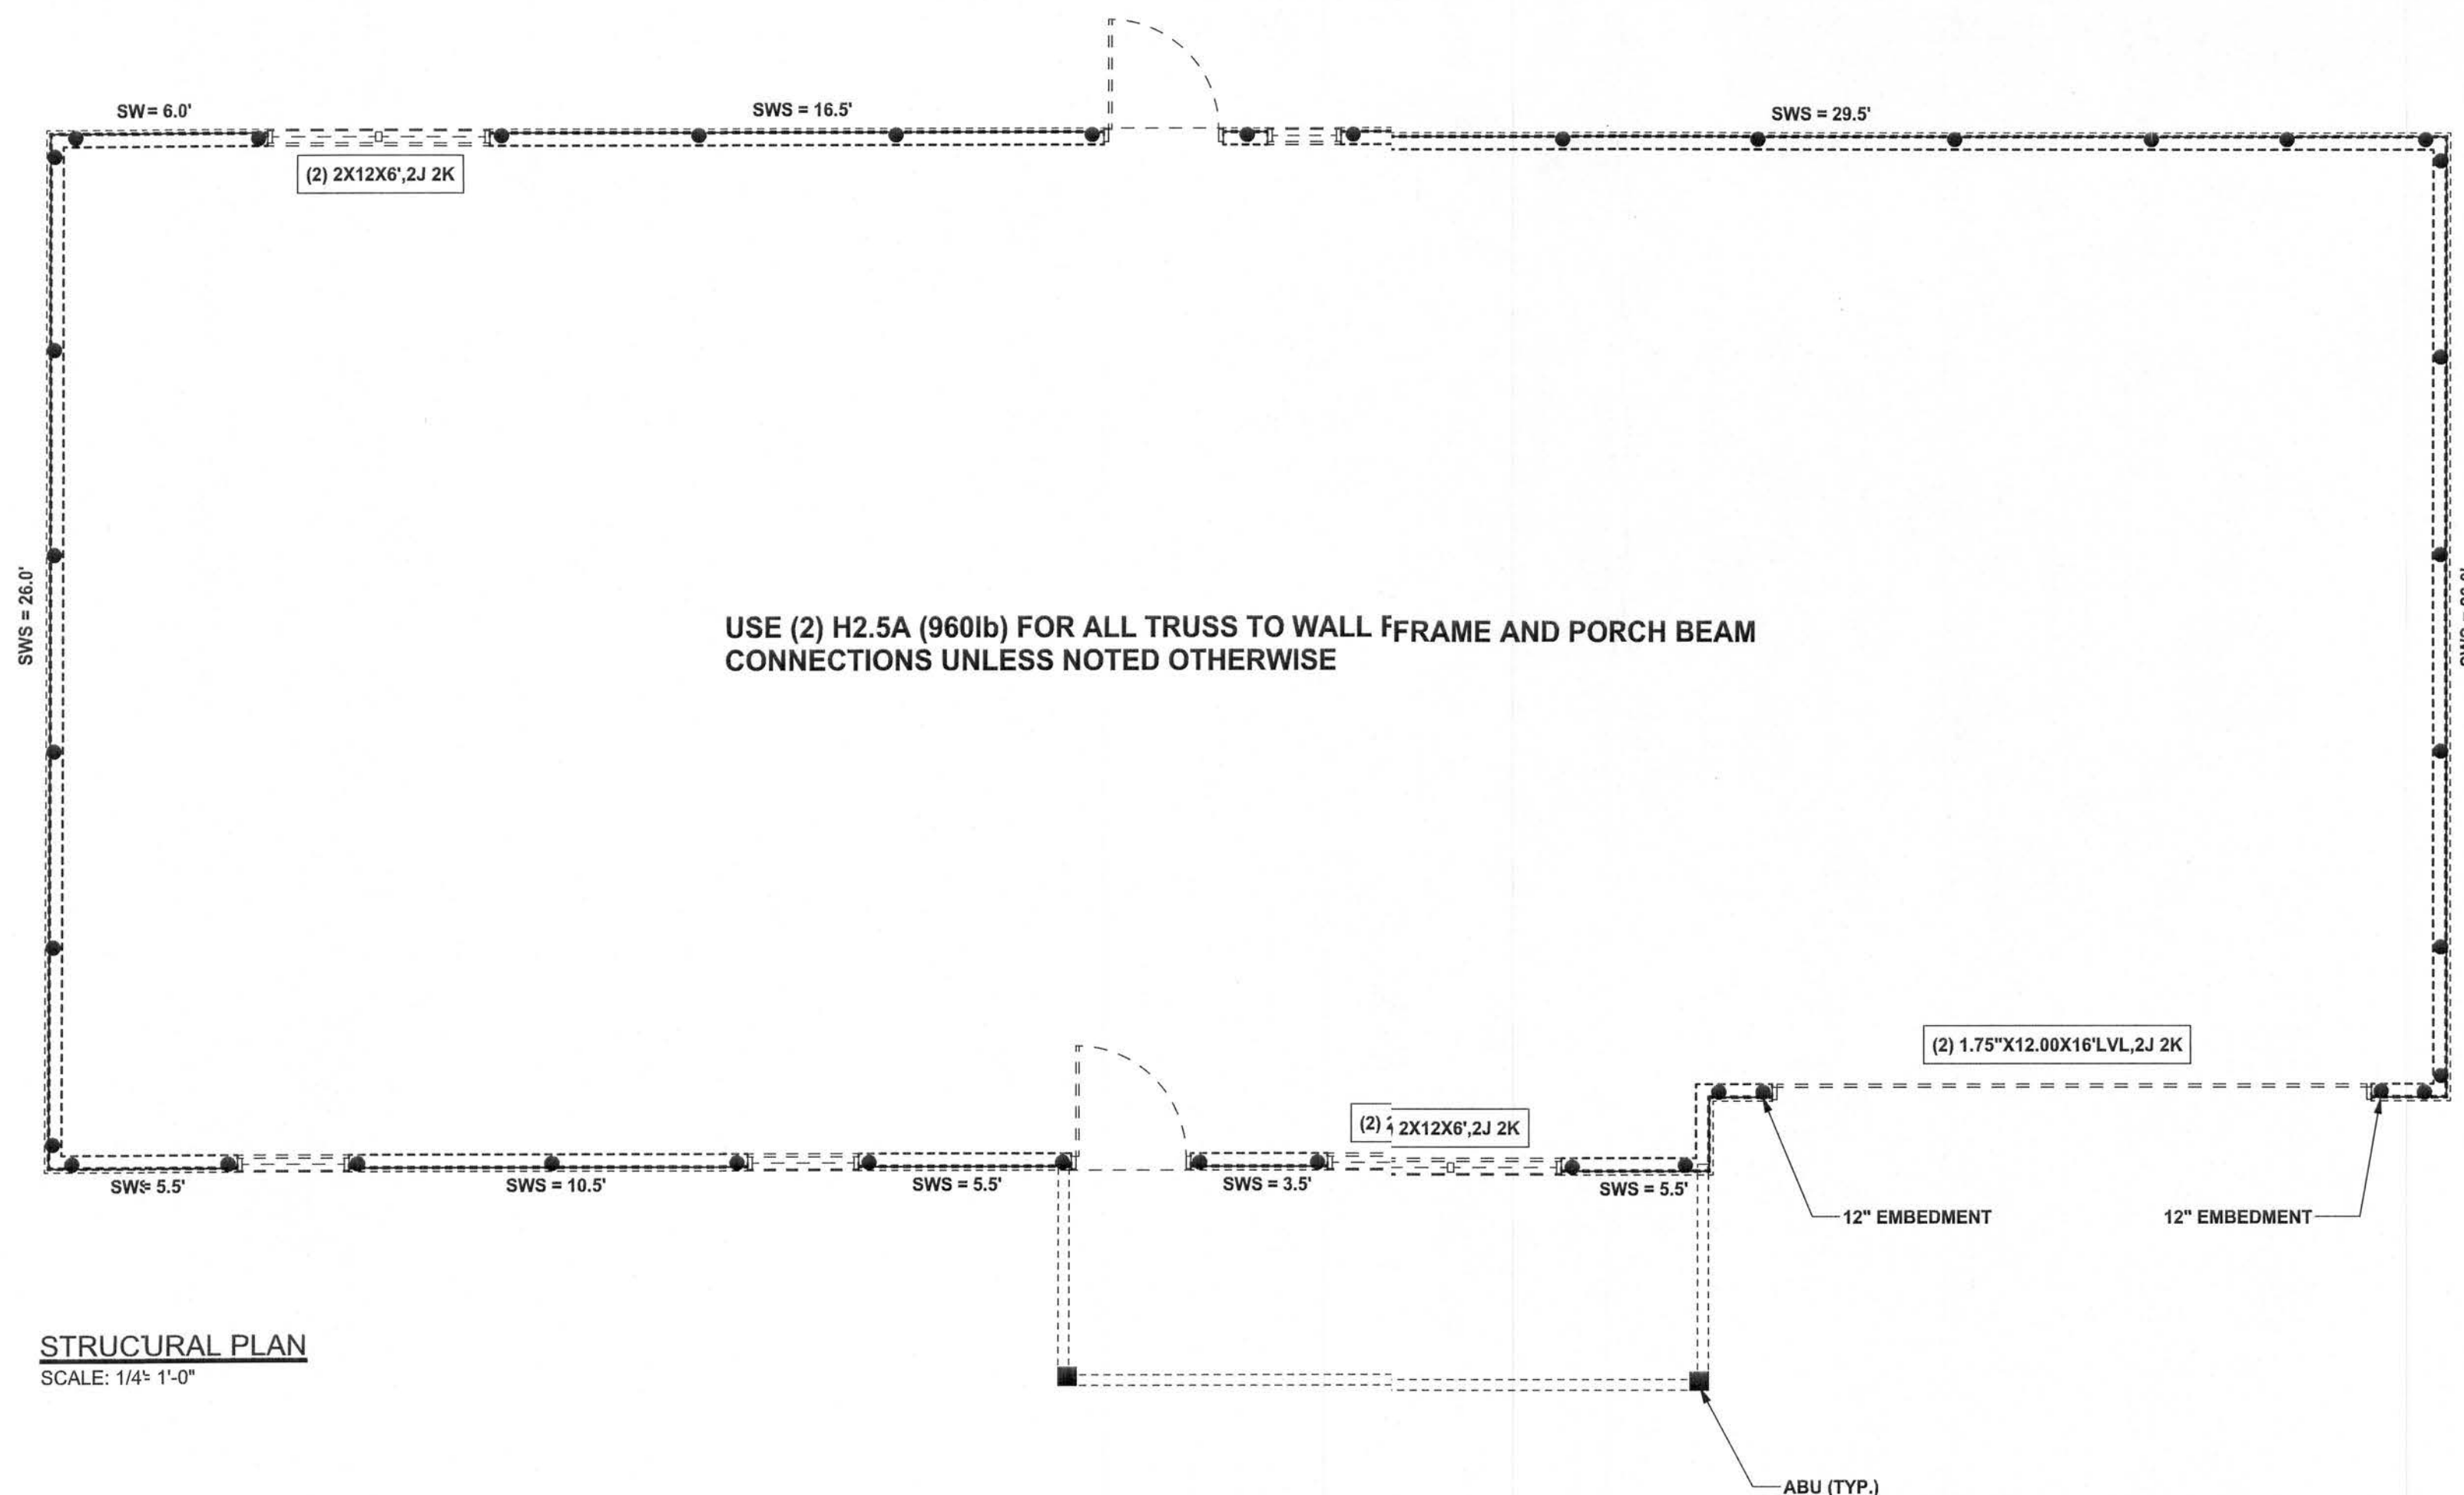 SW= 6.0'
SWS = 16.5'
SWS = 29.5'
(2) 2X12X6',2J 2K
SWS = 26.0'
USE (2) H2.5A (960lb) FOR ALL TRUSS TO WALL FFRAME AND PORCH BEAM
CONNECTIONS UNLESS NOTED OTHERWISE
(2) 1.75"X12.00X16'LVL,2J 2K
(2) 2X12X6',2J 2K
SWS= 5.5'
SWS = 10.5'
SWS = 5.5'
SWS = 3.5'
SWS = 5.5'
12" EMBEDMENT
12" EMBEDMENT
STRUCURAL PLAN
SCALE: 1/4"= 1'-0"
ABU (TYP.)